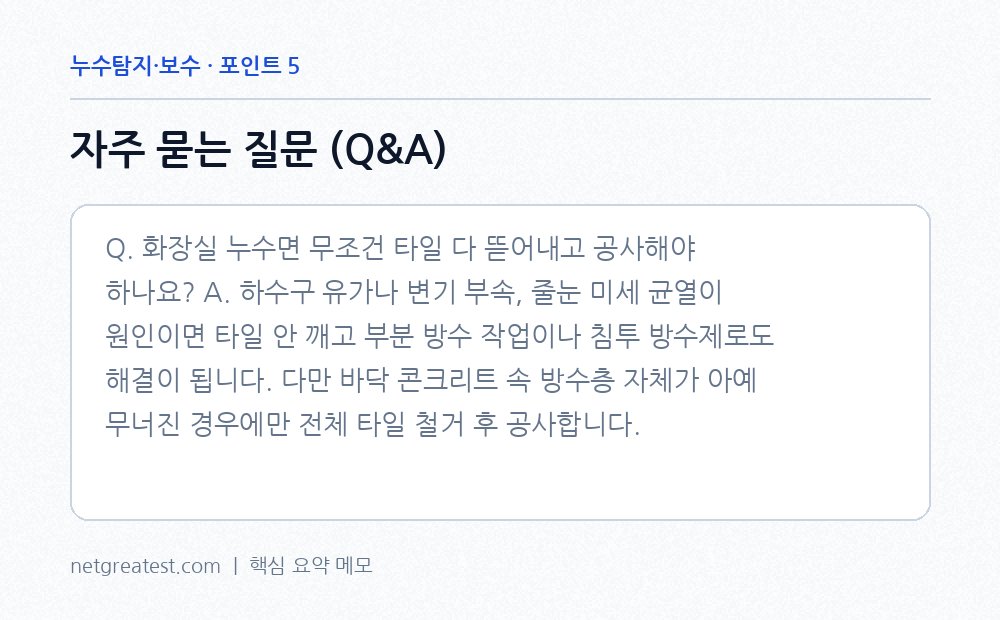 누수탐지·보수 · 포인트 5
자주 묻는 질문 (Q&A)
Q. 화장실 누수면 무조건 타일 다 뜯어내고 공사해야
하나요? A. 하수구 유가나 변기 부속, 줄눈 미세 균열이
원인이면 타일 안 깨고 부분 방수 작업이나 침투 방수제로도
해결이 됩니다. 다만 바닥 콘크리트 속 방수층 자체가 아예
무너진 경우에만 전체 타일 철거 후 공사합니다.
netgreatest.com | 핵심 요약 메모